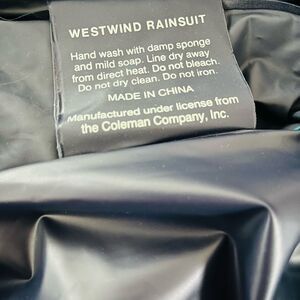 WESTWIND RAINSUIT
Hand wash with damp sponge
and mild soap. Line dry away
from direct heat. Do not bleach.
Do not dry clean. Do not iron.
MADE IN CHINA
Manufactured under license from
the Coleman Company, Inc.